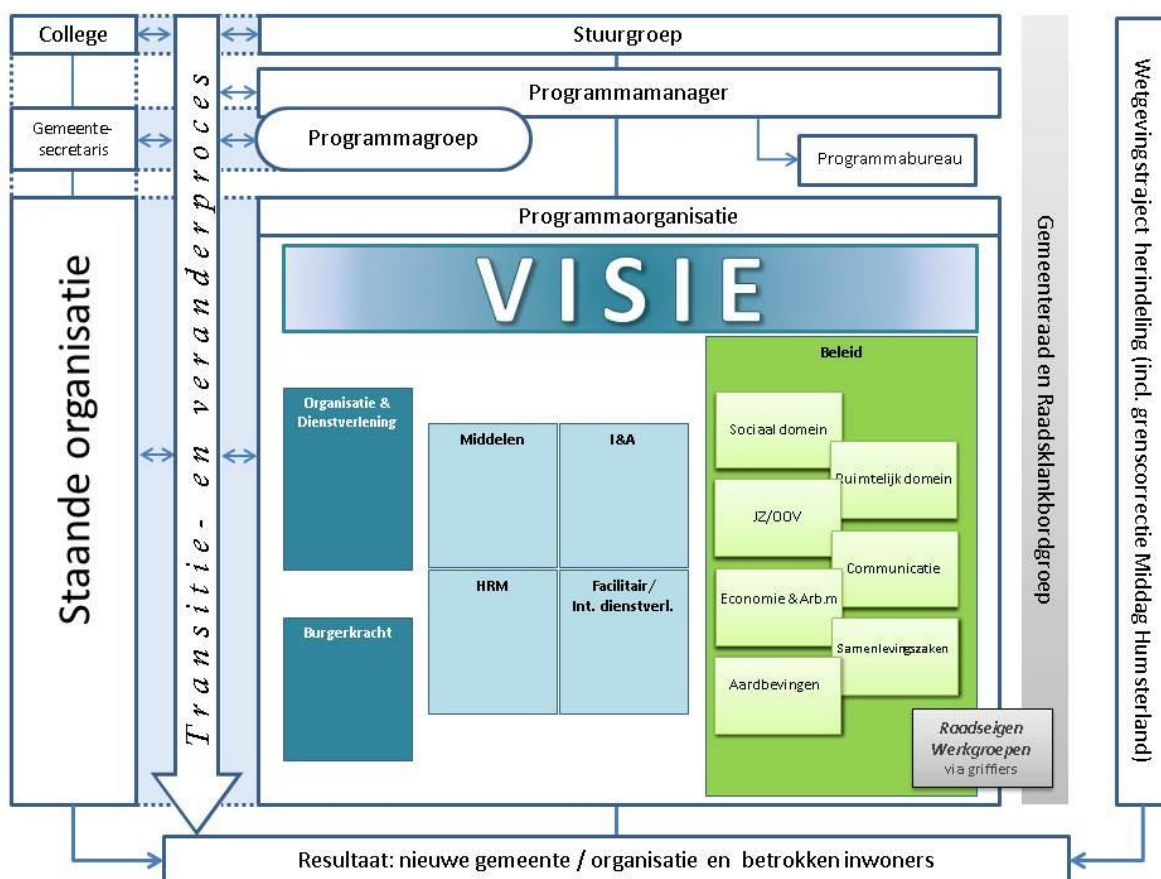 College
Stuurgroep
Programmamanager
Gemeente-
secretaris
Programmagroep
Programmabureau
Programmaorganisatie
Staande organisatie
Transitie- en veranderproces
VISIE
Organisatie &
Dienstverlening
Burgerkracht
Middelen
I&A
HRM
Facilitair/
Int. dienstverl.
Beleid
Sociaal domein
Ruimtelijk domein
JZ/OOV
Communicatie
Economie & Arb.m
Samenlevingszaken
Aardbevingen
Raadseigen
Werkgroepen
via griffiers
Gemeenteraad en Raadsklankbordgroep
Wetgevingstraject herindeling (incl. grenscorrectie Middag Humsterland)
Resultaat: nieuwe gemeente / organisatie en betrokken inwoners